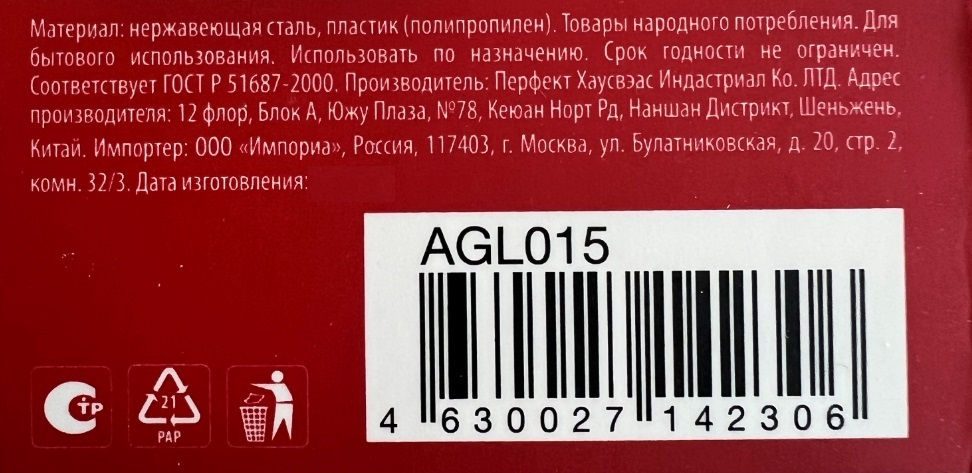 Материал: нержавеющая сталь, пластик (полипропилен). Товары народного потребления. Для
бытового использования. Использовать по назначению. Срок годности не ограничен.
Соответствует ГОСТ Р 51687-2000. Производитель: Перфект Хаусвэас Индастриал Ко. ЛТД. Адрес
производителя: 12 флор, Блок А, Южу Плаза, №78, Кеюан Норт Рд, Наншан Дистрикт, Шеньжень,
Китай. Импортер: ООО «Импориа», Россия, 117403, г. Москва, ул. Булатниковская, д. 20, стр. 2,
комн. 32/3. Дата изготовления:
AGL015
4 630027 142306
СТР
21
PAP